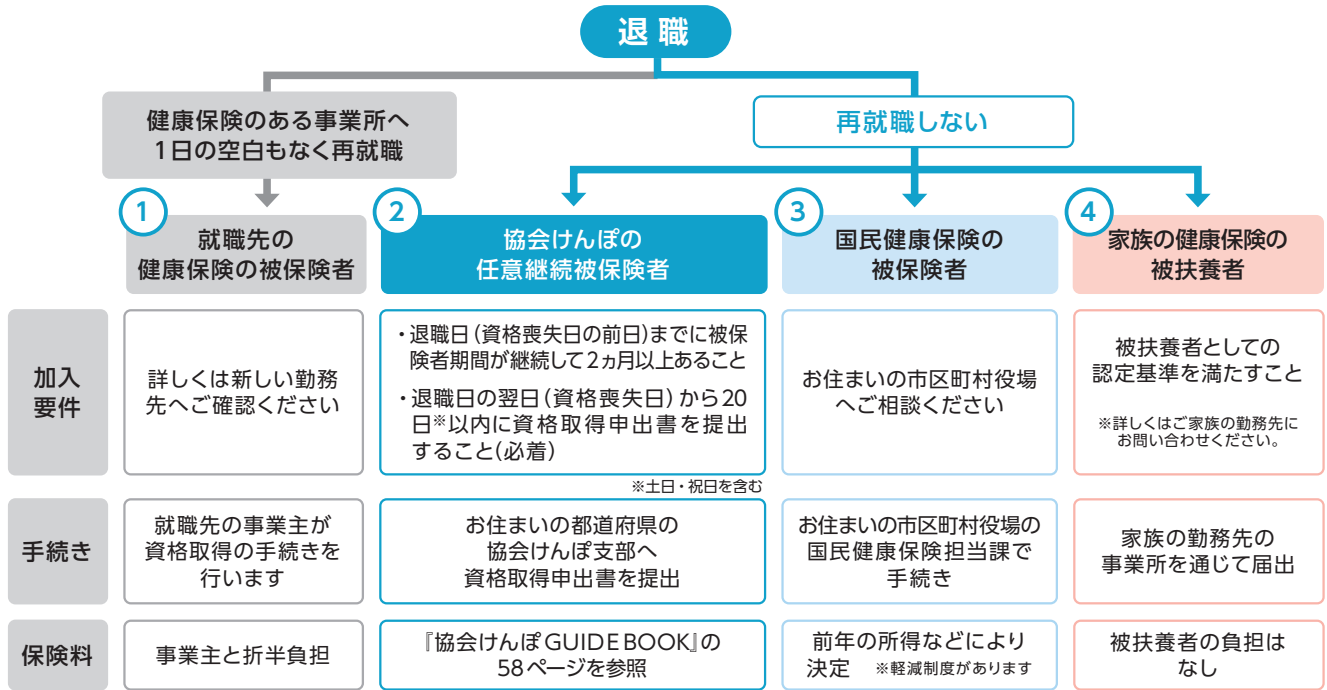 退職
健康保険のある事業所へ
1日の空白もなく再就職
再就職しない
1
就職先の
健康保険の被保険者
2
協会けんぽの
任意継続被保険者
3
国民健康保険の
被保険者
4
家族の健康保険の
被扶養者
加入
要件
詳しくは新しい勤務
先へご確認ください
・退職日(資格喪失日の前日)までに被保
険者期間が継続して2ヵ月以上あること
・退職日の翌日(資格喪失日)から20
日※以内に資格取得申出書を提出
すること(必着)
※土日・祝日を含む
お住まいの市区町村役場
へご相談ください
被扶養者としての
認定基準を満たすこと
※詳しくはご家族の勤務先に
お問い合わせください。
手続き
就職先の事業主が
資格取得の手続きを
行います
お住まいの都道府県の
協会けんぽ支部へ
資格取得申出書を提出
お住まいの市区町村役場の
国民健康保険担当課で
手続き
家族の勤務先の
事業所を通じて届出
保険料
事業主と折半負担
『協会けんぽGUIDE BOOK』の
58ページを参照
前年の所得などにより
決定 ※軽減制度があります
被扶養者の負担は
なし